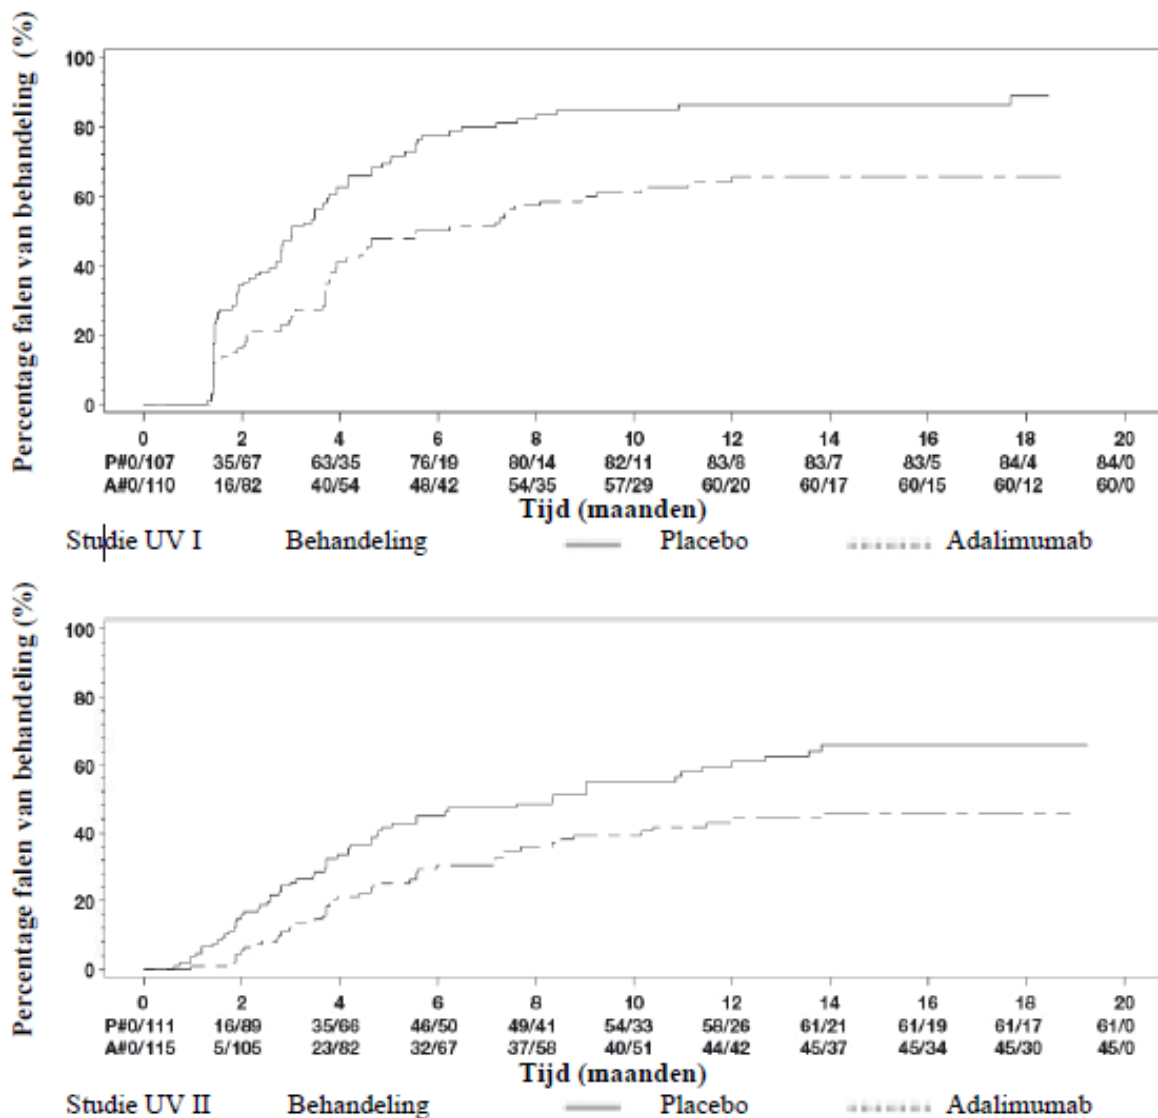 Percentage falen van behandeling (%)
100
80
60
40
20
0
0 2 4 6 8 10 12 14 16 18 20
P#0/107 35/67 63/35 76/19 80/14 82/11 83/8 83/7 83/5 84/4 84/0
A#0/110 16/82 40/54 48/42 54/35 57/29 60/20 60/17 60/15 60/12 60/0
Tijd (maanden)
Studie UV I Behandeling Placebo Adalimumab
Percentage falen van behandeling (%)
100
80
60
40
20
0
0 2 4 6 8 10 12 14 16 18 20
P#0/111 16/89 35/66 46/50 49/41 54/33 58/26 61/21 61/19 61/17 61/0
A#0/115 5/105 23/82 32/67 37/58 40/51 44/42 45/37 45/34 45/30 45/0
Tijd (maanden)
Studie UV II Behandeling Placebo Adalimumab